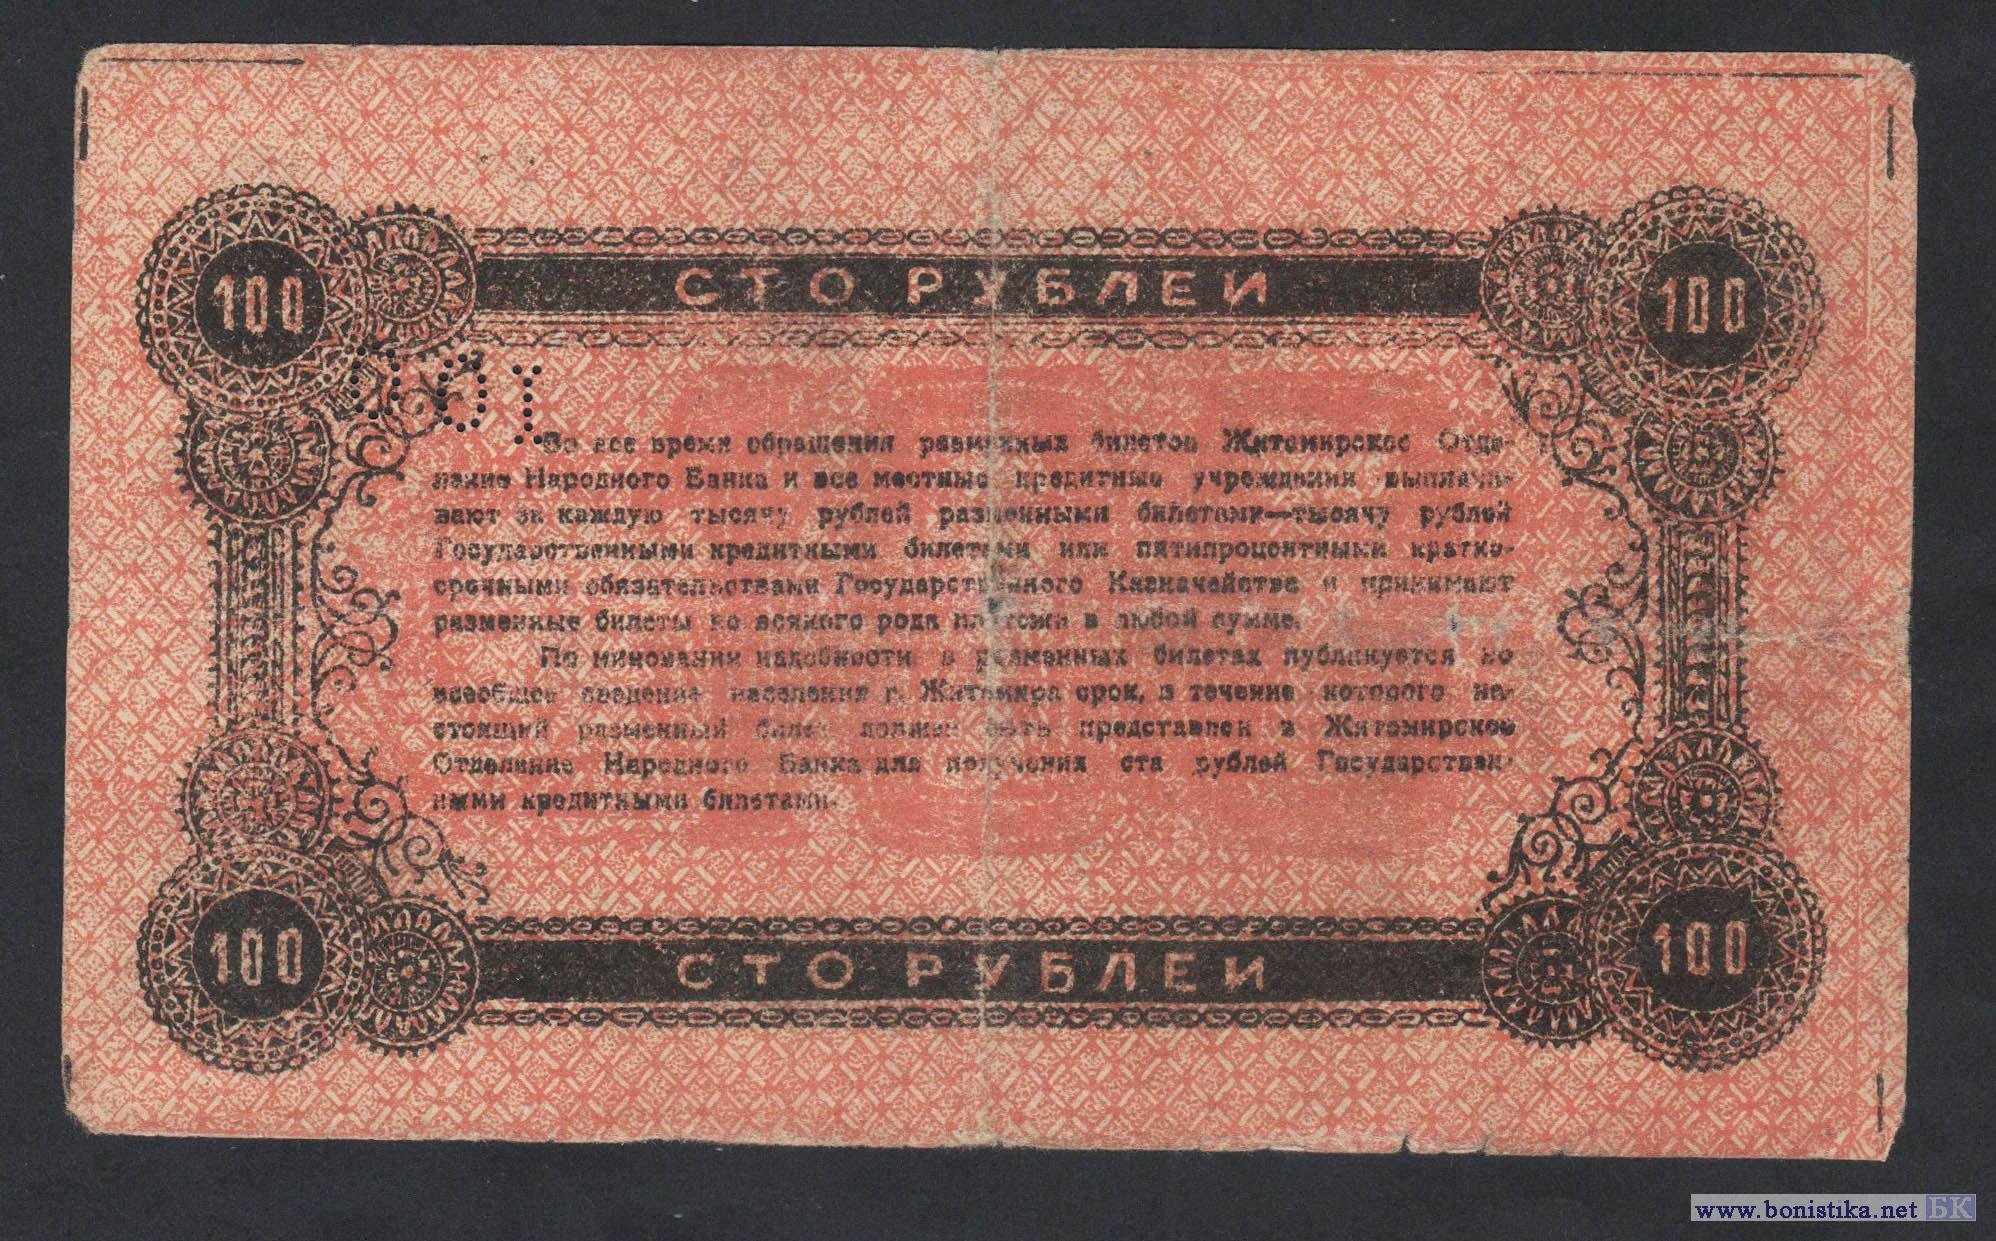 100 СТО РУБЛЕЙ 100
Во все время обращения разменных билетов Житомирское Отде-
ление Народного Банка и все местные кредитные учреждения выплачи-
вают за каждую тысячу рублей разменными билетами—тысячу рублей
Государственными кредитными билетами или пятипроцентными кратко-
срочными обязательствами Государственного Казначейства и принимают
разменные билеты во всякого рода платежи в любой сумме.
По миновании надобности в разменных билетах публикуется во
всеобщее сведение населения г. Житомира срок, в течение которого на-
стоящий разменный билет должен быть представлен в Житомирское
Отделение Народного Банка для получения ста рублей Государствен-
ными кредитными билетами.
100 СТО РУБЛЕЙ 100
www.bonistika.net БК